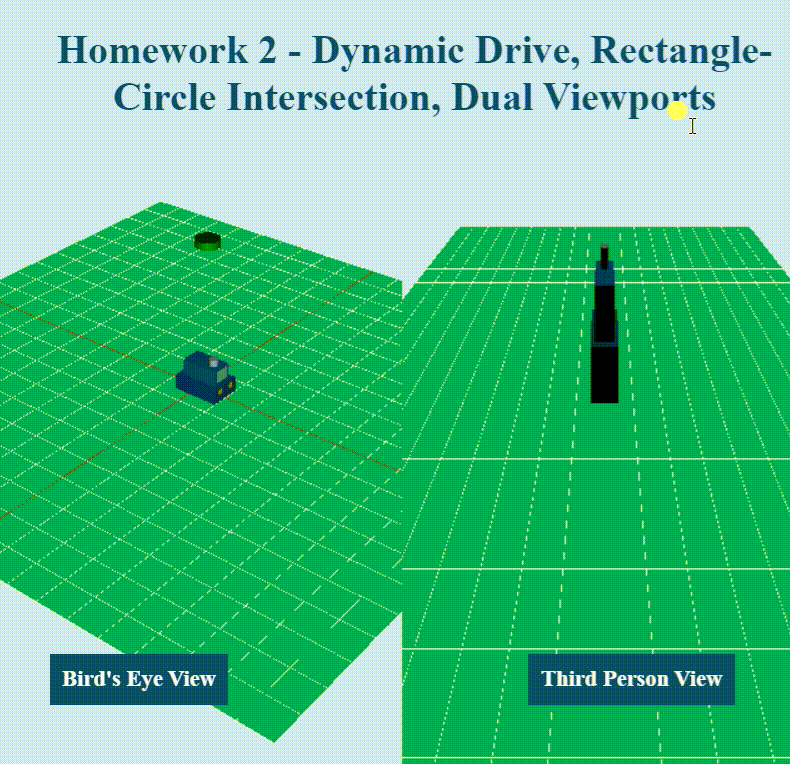 Homework 2 - Dynamic Drive, Rectangle-
Circle Intersection, Dual Viewports
Bird's Eye View
Third Person View